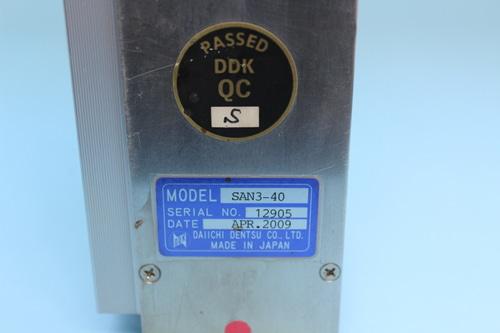 PASSED
DDK
QC
S
MODEL SAN3-40
SERIAL NO. 12905
DATE APR.2009
DAIICHI DENTSU CO., LTD.
MADE IN JAPAN